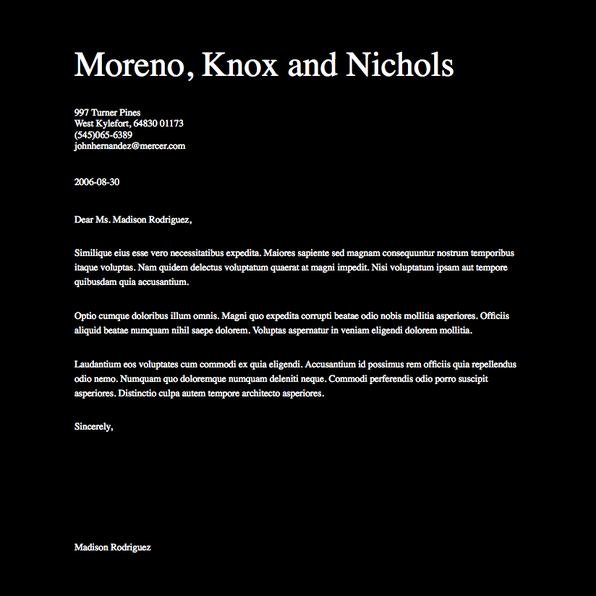 Moreno, Knox and Nichols
997 Turner Pines
West Kylefort, 64830 01173
(545)065-6389
johnhernandez@mercer.com
2006-08-30
Dear Ms. Madison Rodriguez,
Similique eius esse vero necessitatibus expedita. Maiores sapiente sed magnam consequuntur nostrum temporibus
itaque voluptas. Nam quidem delectus voluptatum quaerat at magni impedit. Nisi voluptatum ipsam aut tempore
quibusdam quia accusantium.
Optio cumque doloribus illum omnis. Magni quo expedita corrupti beatae odio nobis mollitia asperiores. Officiis
aliquid beatae numquam nihil saepe dolorem. Voluptas aspernatur in veniam eligendi dolorem mollitia.
Laudantium eos voluptates cum commodi ex quia eligendi. Accusantium id possimus rem officiis quia repellendus
odio nemo. Numquam quo doloremque numquam deleniti neque. Commodi perferendis odio porro suscipit
asperiores. Distinctio culpa autem tempore architecto asperiores.
Sincerely,
Madison Rodriguez